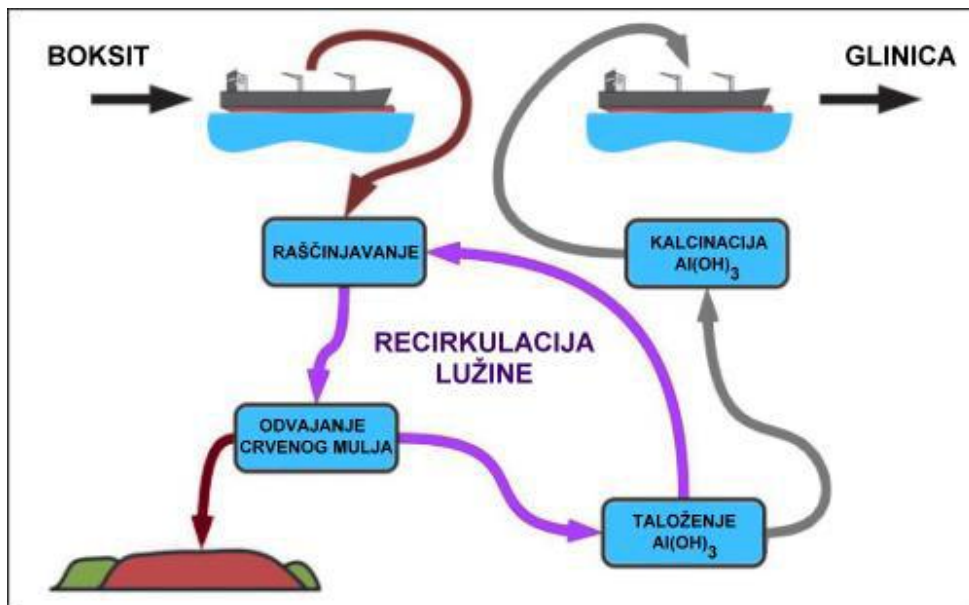 BOKSIT
GLINICA
RAŠČINJAVANJE
KALCINACIJA
Al(OH)3
RECIRKULACIJA
LUŽINE
ODVAJANJE
CRVENOG MULJA
TALOŽENJE
Al(OH)3